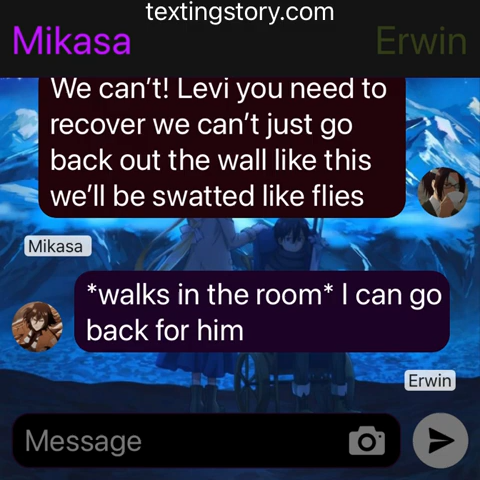 textingstory.com
Mikasa Erwin
We can’t! Levi you need to
recover we can’t just go
back out the wall like this
we’ll be swatted like flies
Mikasa
*walks in the room* I can go
back for him
Erwin
Message